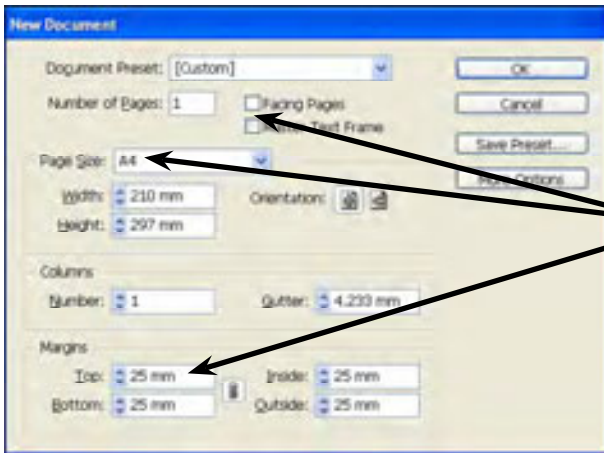 New Document
Document Preset: [Custom]
OK
Number of Pages: 1
Facing Pages
Cancel
Text Frame
Save Preset...
Page Size: A4
More Options
Width: 210 mm
Orientation:
Height: 297 mm
Columns
Number: 1
Gutter: 4.233 mm
Margins
Top: 25 mm
Inside: 25 mm
Bottom: 25 mm
Outside: 25 mm